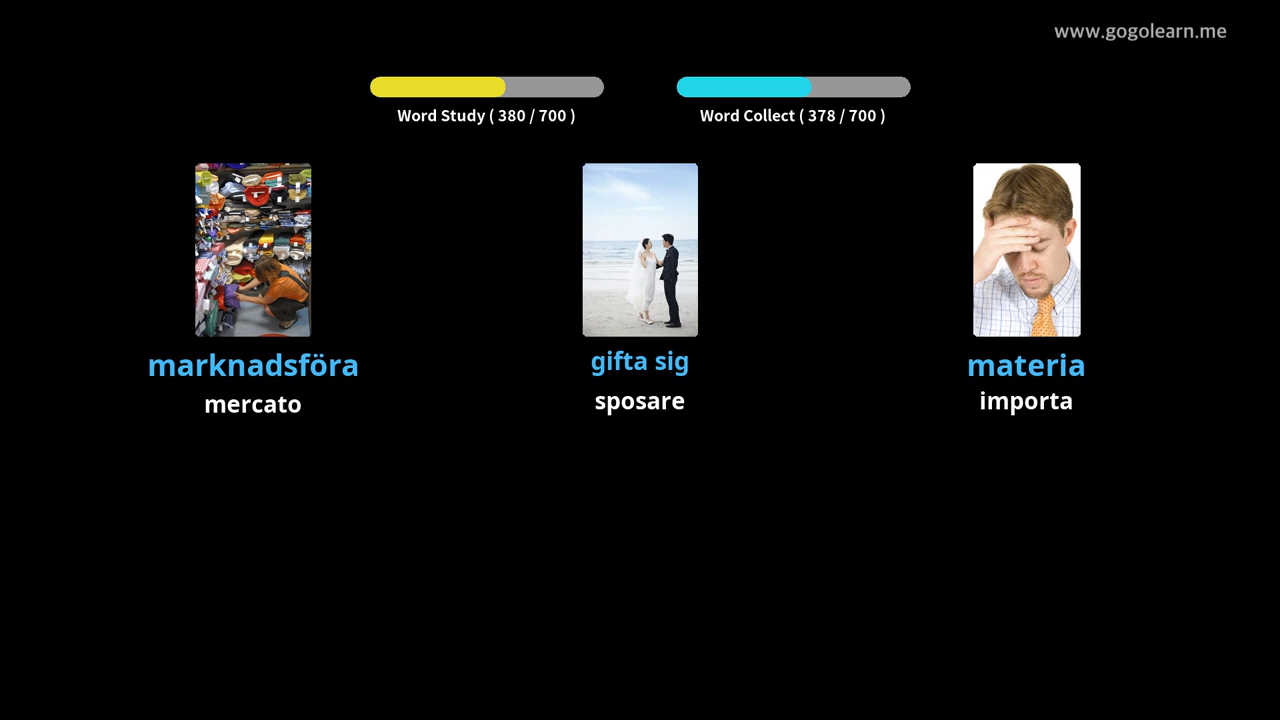 www.gogolearn.me
Word Study ( 380 / 700 )
Word Collect ( 378 / 700 )
marknadsföra
mercato
gifta sig
sposare
materia
importa